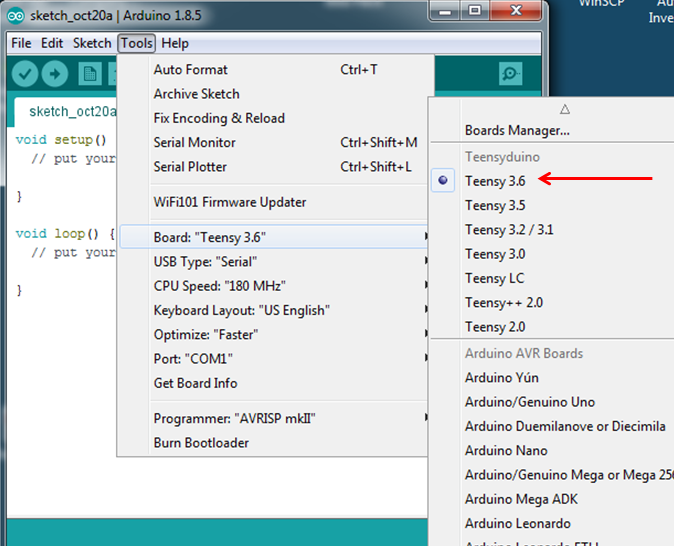 WinSCP
Inve
sketch_oct20a | Arduino 1.8.5
File Edit Sketch Tools Help
sketch_oct20a
void setup()
// put your
}
void loop() {
// put your
}
Auto Format Ctrl+T
Archive Sketch
Fix Encoding & Reload
Serial Monitor Ctrl+Shift+M
Serial Plotter Ctrl+Shift+L
WiFi101 Firmware Updater
Board: "Teensy 3.6"
USB Type: "Serial"
CPU Speed: "180 MHz"
Keyboard Layout: "US English"
Optimize: "Faster"
Port: "COM1"
Get Board Info
Programmer: "AVRISP mkII"
Burn Bootloader
Boards Manager...
Teensyduino
Teensy 3.6
Teensy 3.5
Teensy 3.2 / 3.1
Teensy 3.0
Teensy LC
Teensy++ 2.0
Teensy 2.0
Arduino AVR Boards
Arduino Yún
Arduino/Genuino Uno
Arduino Duemilanove or Diecimila
Arduino Nano
Arduino/Genuino Mega or Mega 256
Arduino Mega ADK
Arduino Leonardo
Arduino Leonardo ETH